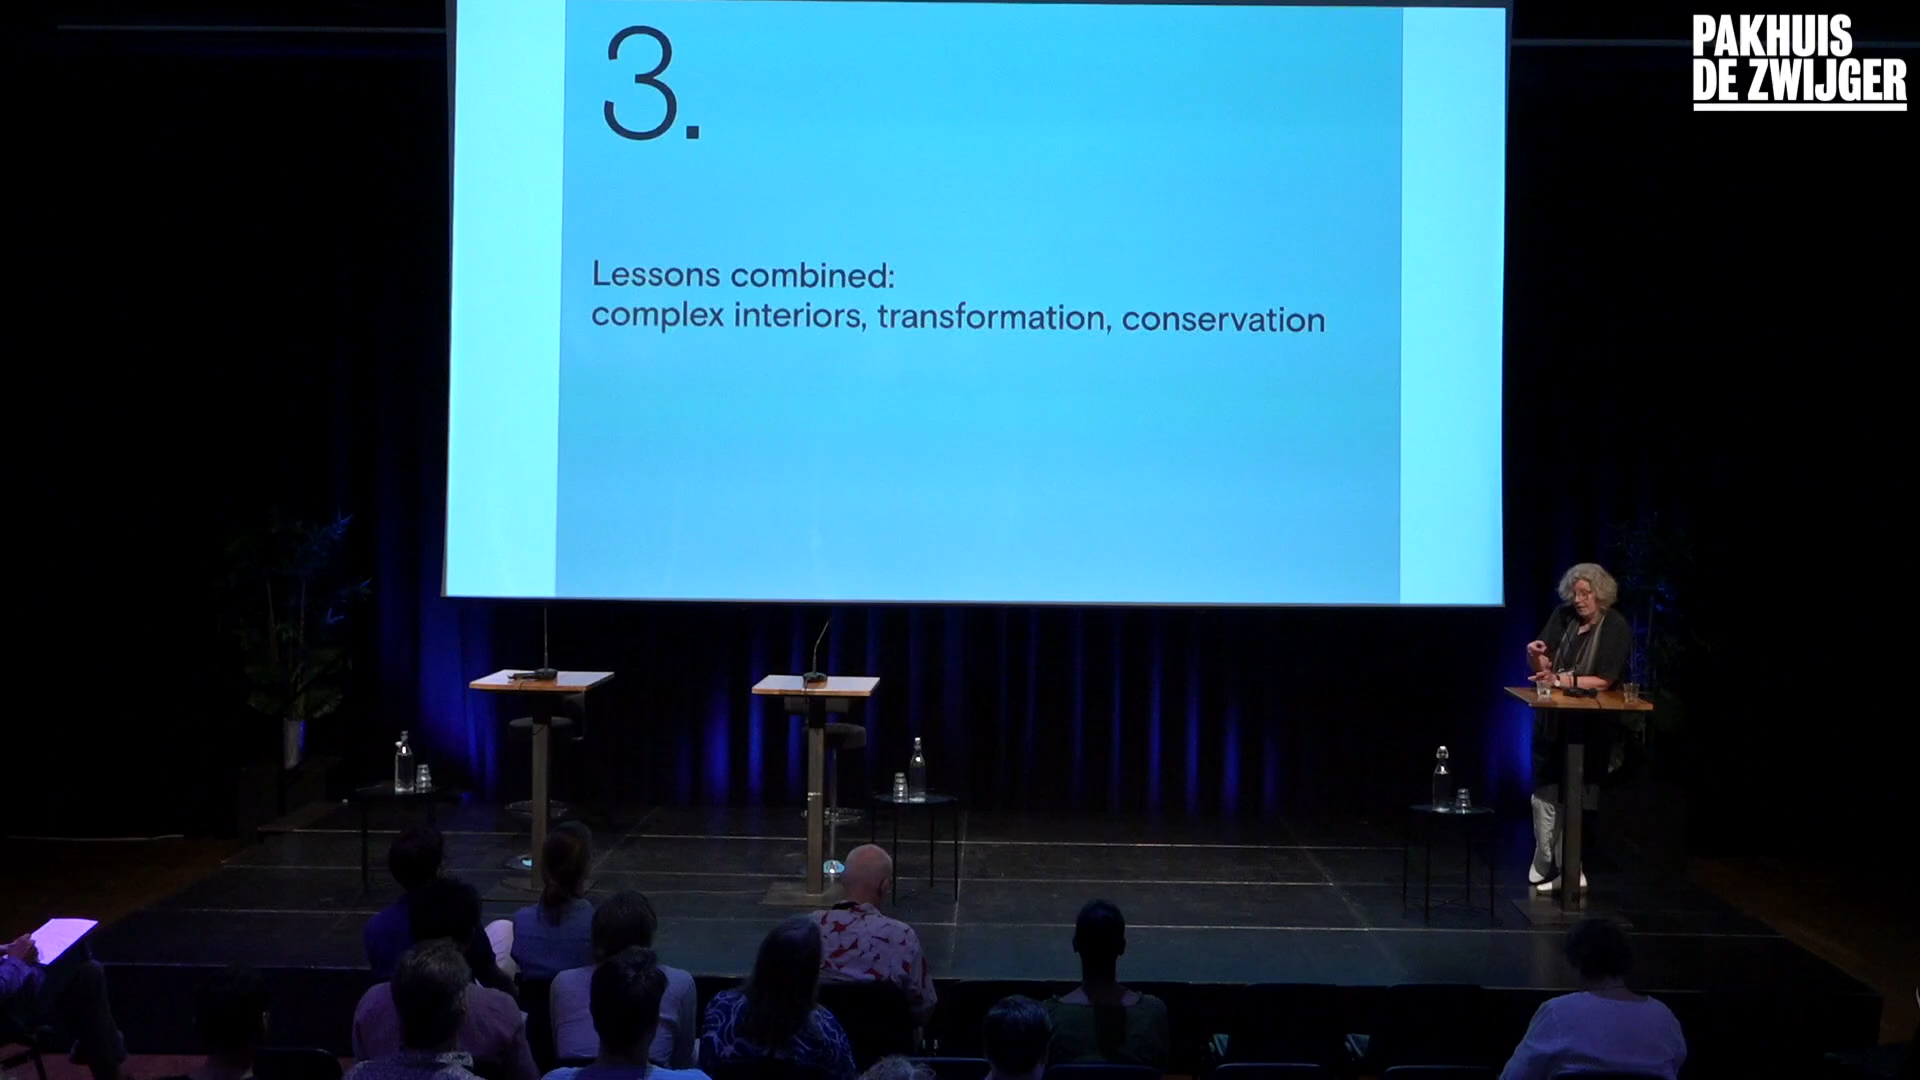 3.
Lessons combined:
complex interiors, transformation, conservation
PAKHUIS
DE ZWIJGER